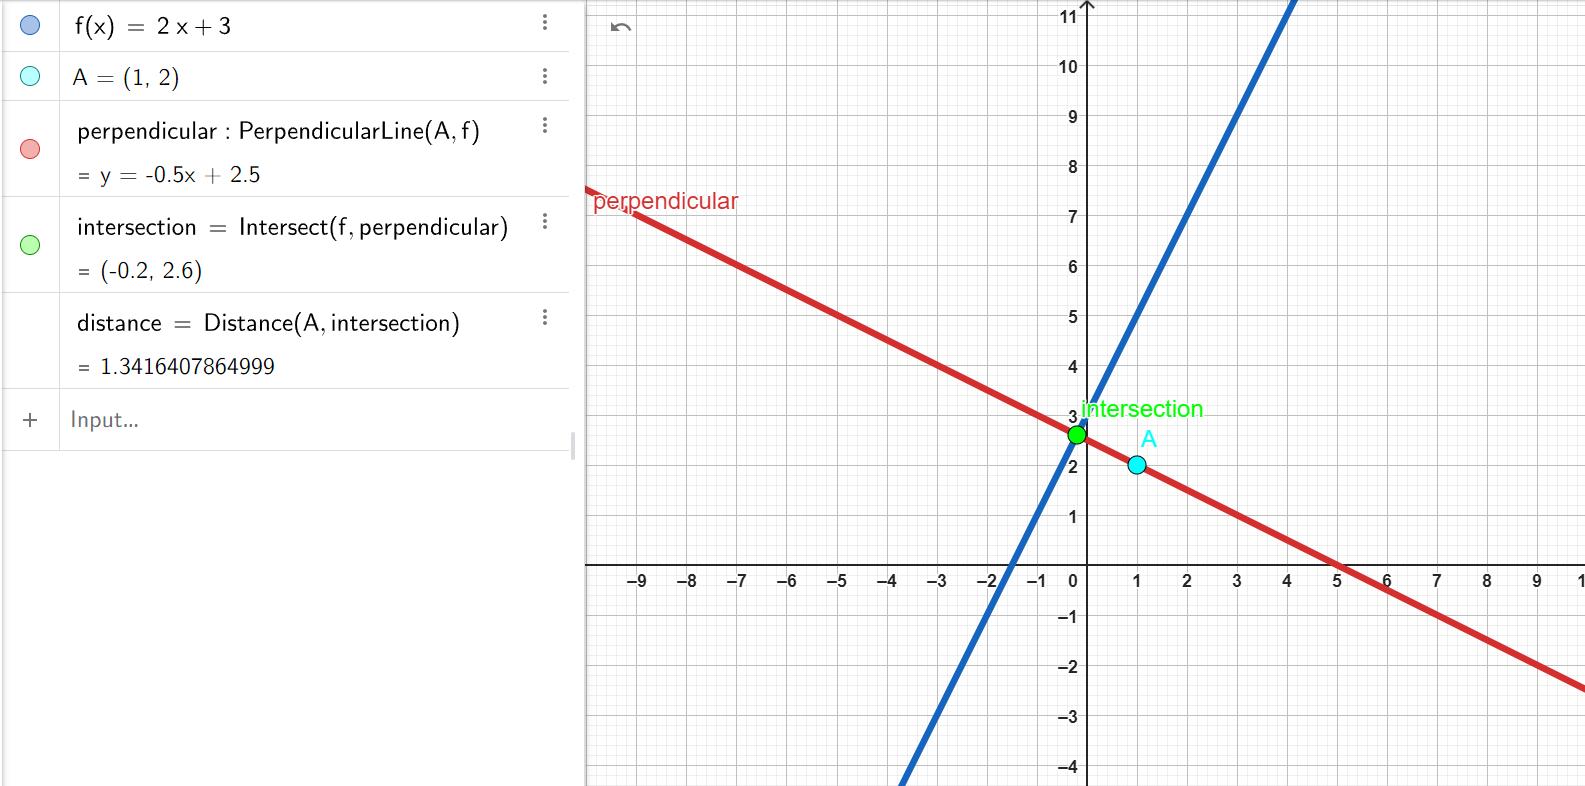 f(x) = 2 x + 3
A = (1, 2)
perpendicular : PerpendicularLine(A, f)
= y = -0.5x + 2.5
intersection = Intersect(f, perpendicular)
= (-0.2, 2.6)
distance = Distance(A, intersection)
= 1.3416407864999
+ Input...
11
10
9
8
perpendicular
7
6
5
4
intersection
3
A
2
1
–9 –8 –7 –6 –5 –4 –3 –2 –1 0 1 2 3 4 5 6 7 8 9 1
–1
–2
–3
–4